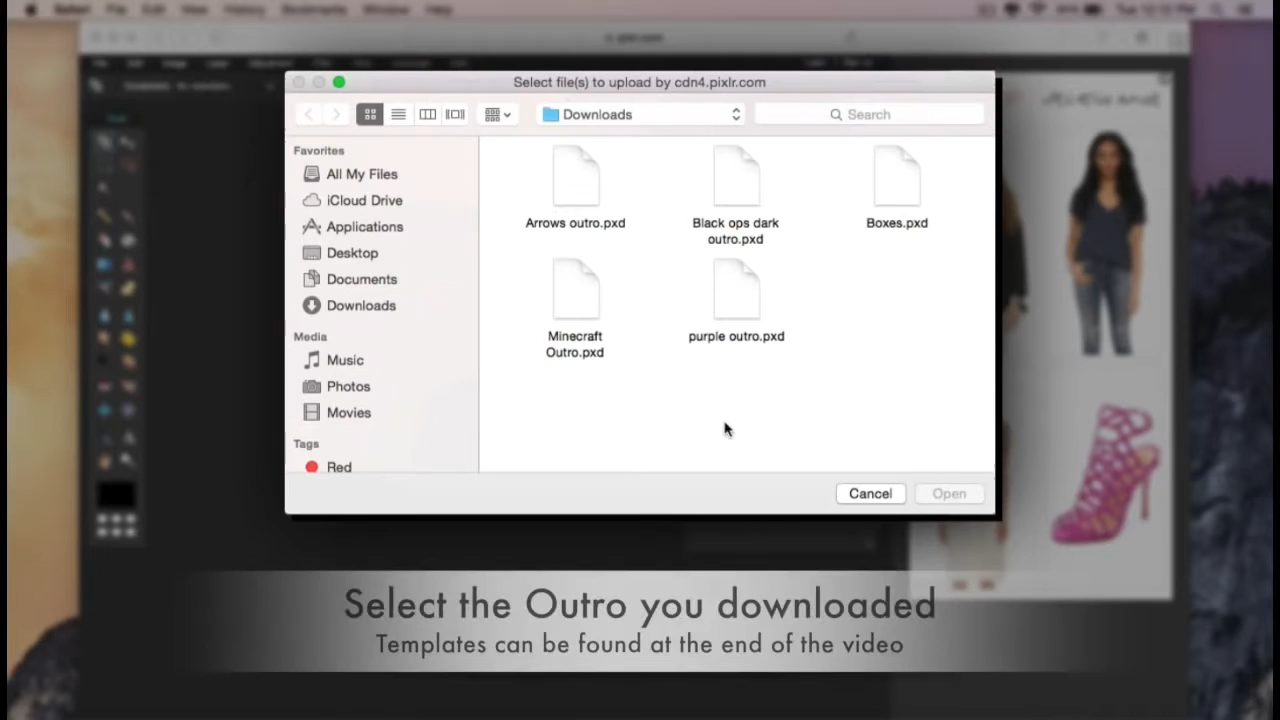 Select file(s) to upload by cdn4.pixlr.com
Downloads
Search
Favorites
All My Files
iCloud Drive
Applications
Desktop
Documents
Downloads
Media
Music
Photos
Movies
Tags
Red
Arrows outro.pxd
Black ops dark
outro.pxd
Boxes.pxd
Minecraft
Outro.pxd
purple outro.pxd
Cancel
Open
Select the Outro you downloaded
Templates can be found at the end of the video